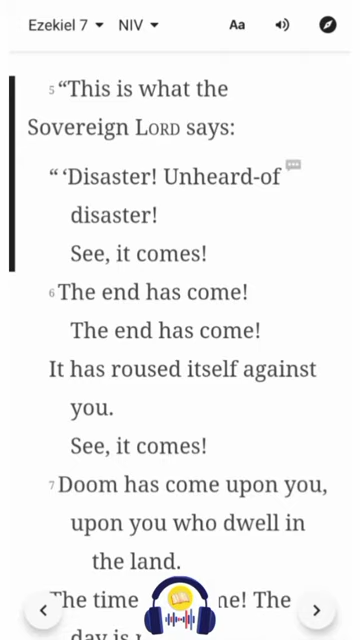 Ezekiel 7 NIV Aa
5 “This is what the
Sovereign LORD says:
“ ‘Disaster! Unheard-of
disaster!
See, it comes!
6 The end has come!
The end has come!
It has roused itself against
you.
See, it comes!
7 Doom has come upon you,
upon you who dwell in
the land.
The time
The
day is